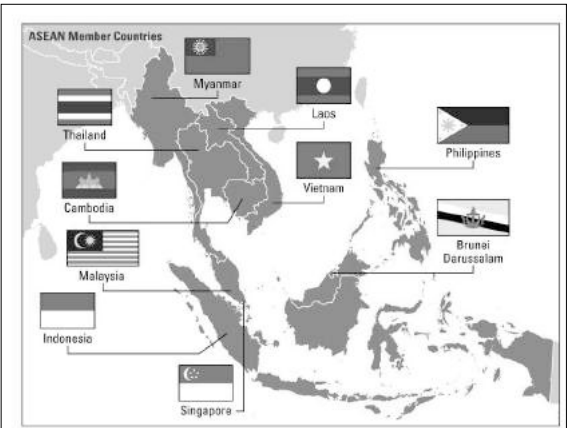 ASEAN Member Countries
Myanmar
Laos
Thailand
Philippines
Vietnam
Cambodia
Brunei
Darussalam
Malaysia
Indonesia
Singapore